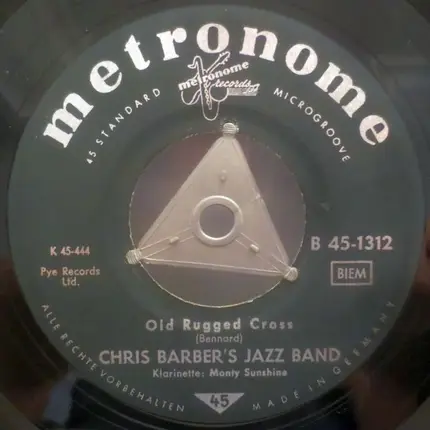 metronome
metronome
records
45 STANDARD
MICROGROOVE
K 45-444
Pye Records
Ltd.
B 45-1312
BIEM
Old Rugged Cross
(Bennard)
CHRIS BARBER'S JAZZ BAND
Klarinette: Monty Sunshine
45
ALLE RECHTE VORBEHALTEN
MADE IN GERMANY